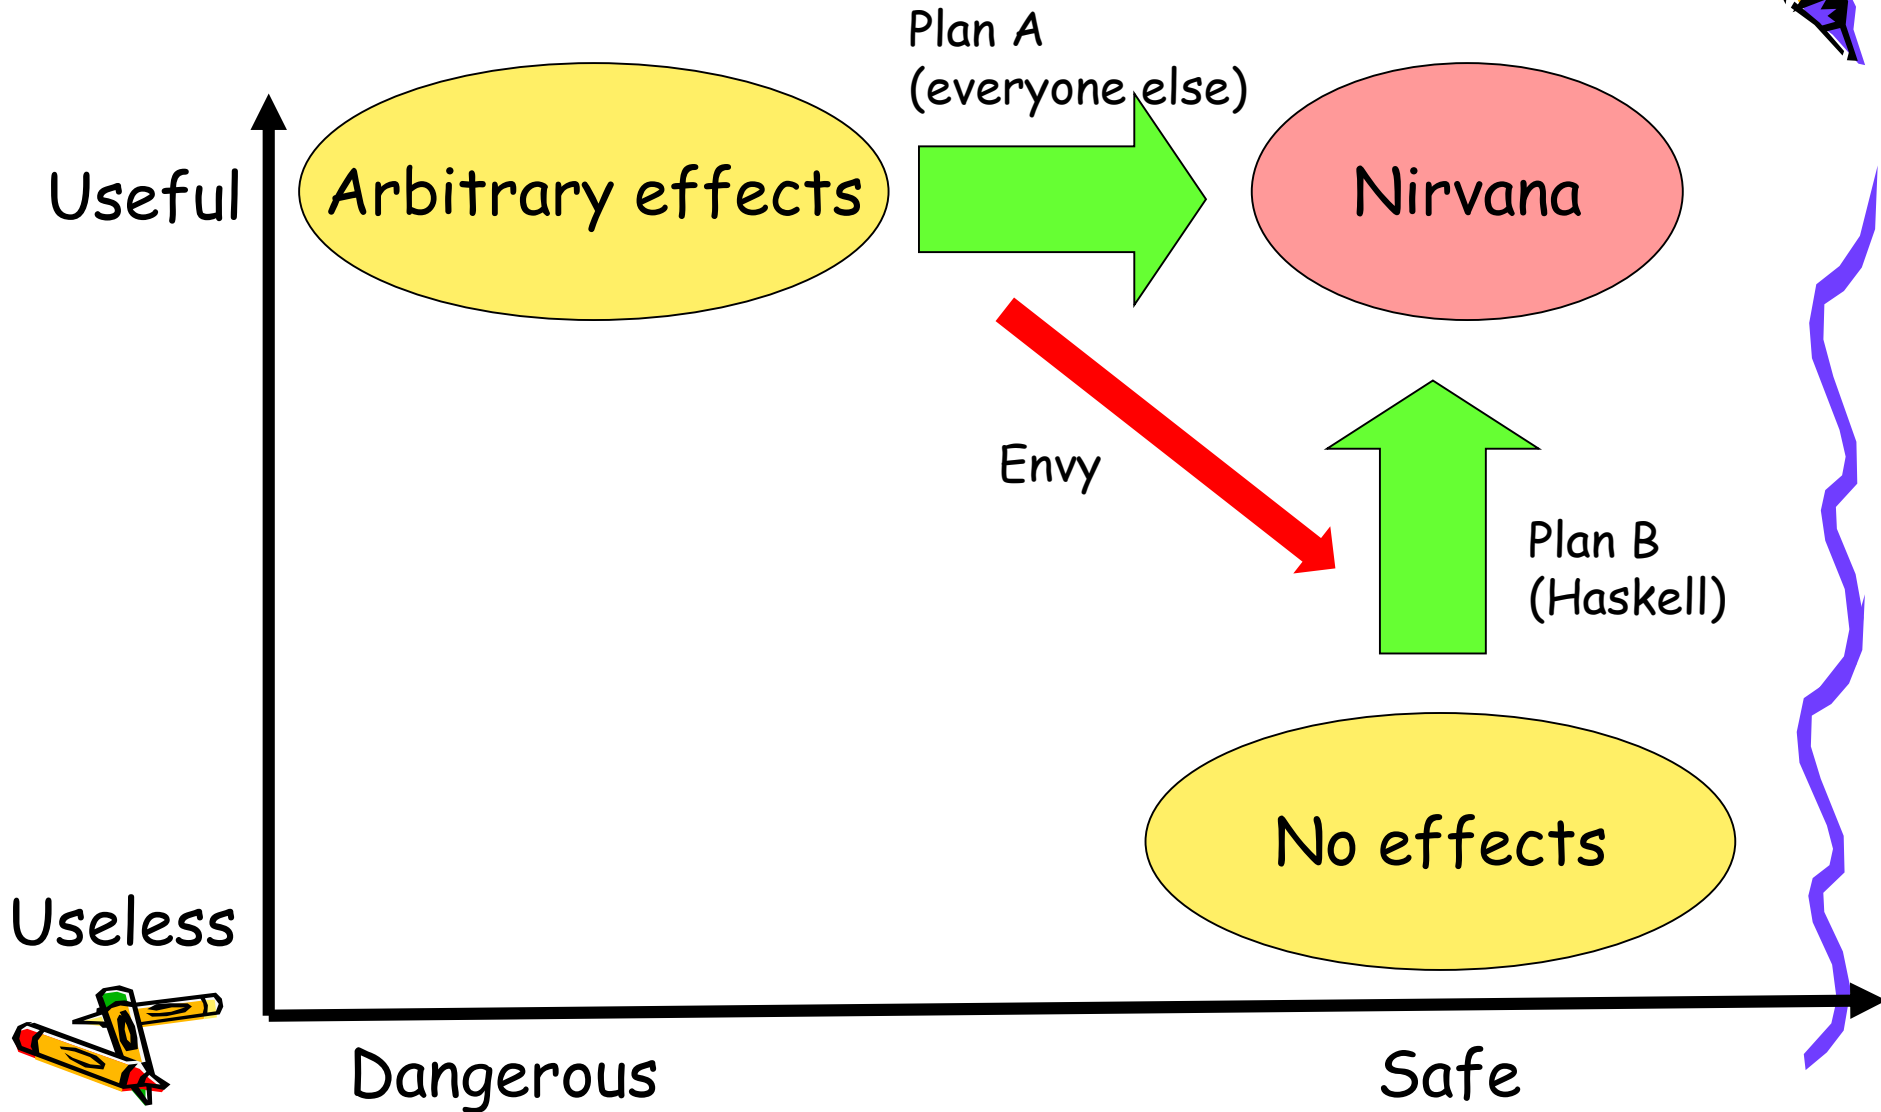 Plan A
(everyone else)
Useful
Arbitrary effects
Nirvana
Envy
Plan B
(Haskell)
No effects
Useless
Dangerous
Safe